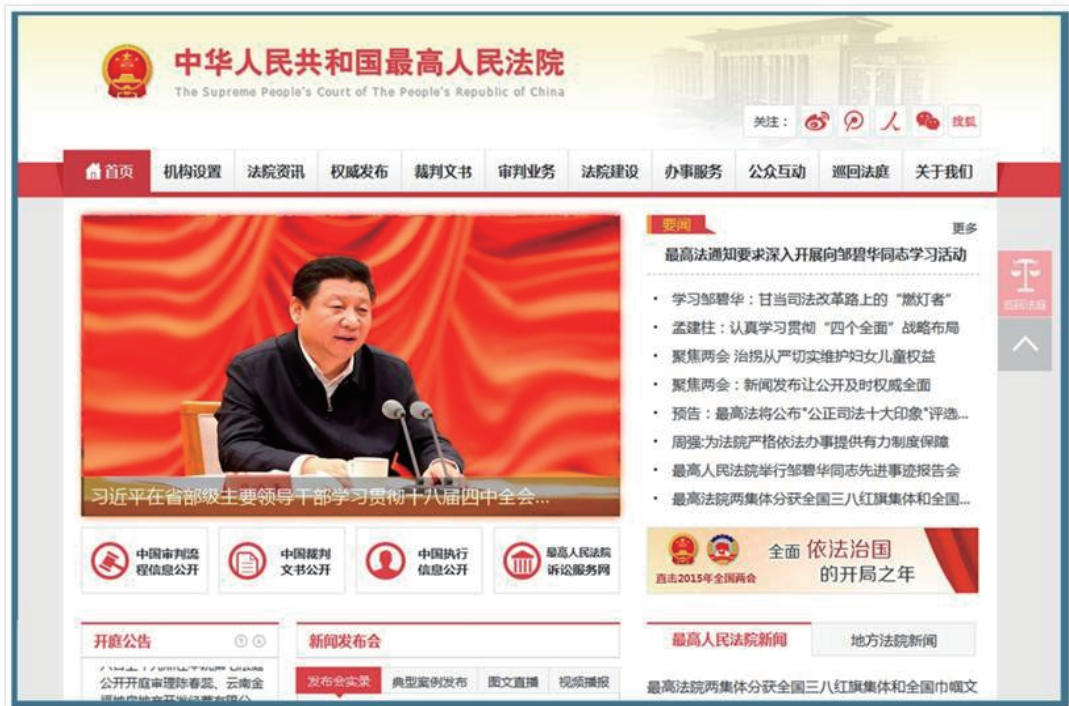 中华人民共和国最高人民法院
The Supreme People's Court of The People's Republic of China
关注：
搜狐
首页 机构设置 法院资讯 权威发布 裁判文书 审判业务 法院建设 办事服务 公众互动 巡回法庭 关于我们
习近平在省部级主要领导干部学习贯彻十八届四中全会...
要闻
更多
最高法通知要求深入开展向邹碧华同志学习活动
· 学习邹碧华：甘当司法改革路上的“燃灯者”
· 孟建柱：认真学习贯彻“四个全面”战略布局
· 聚焦两会 治拐从严切实维护妇女儿童权益
· 聚焦两会：新闻发布让公开及时权威全面
· 预告：最高法将公布"公正司法十大印象"评选...
· 周强:为法院严格依法办事提供有力制度保障
· 最高人民法院举行邹碧华同志先进事迹报告会
· 最高法院两集体分获全国三八红旗集体和全国...
巡回法庭
中国审判流
程信息公开
中国裁判
文书公开
中国执行
信息公开
最高人民法院
诉讼服务网
直击2015年全国两会
全面 依法治国
的开局之年
开庭公告
公开开庭审理陈春蕊、云南金
新闻发布会
发布会实录 典型案例发布 图文直播 视频播报
最高人民法院新闻
地方法院新闻
最高法院两集体分获全国三八红旗集体和全国巾帼文